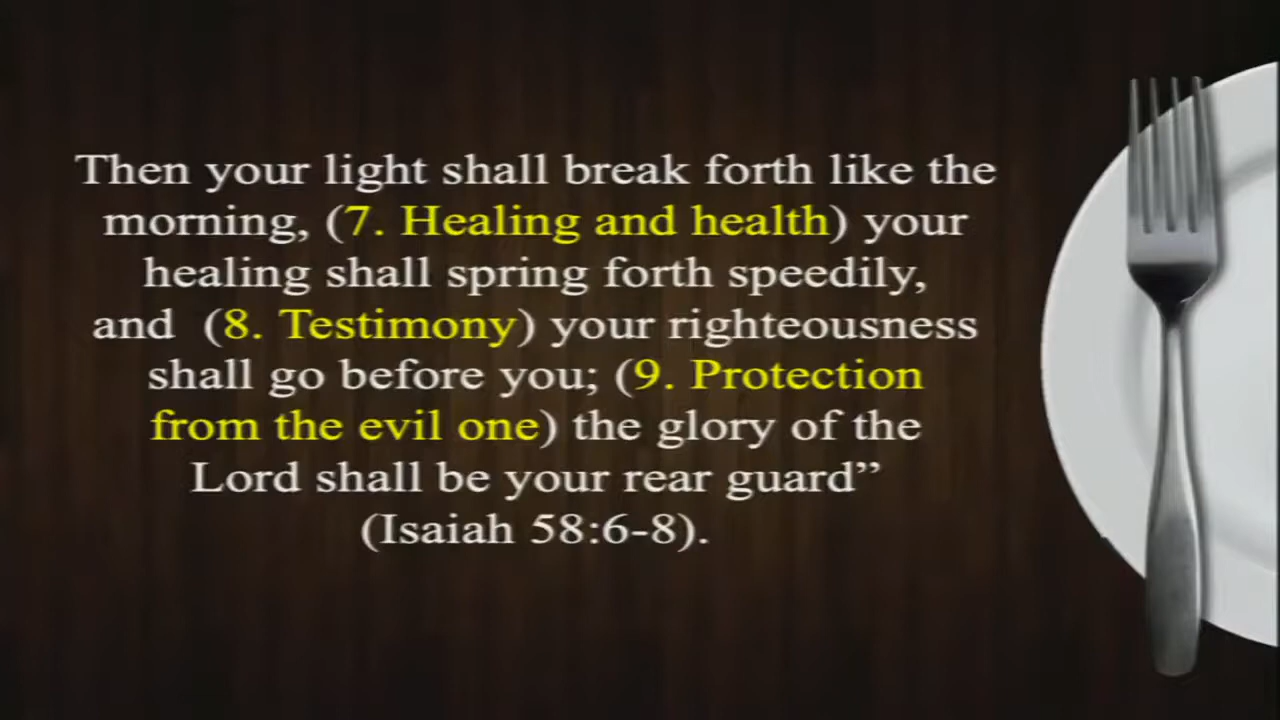 Then your light shall break forth like the
morning, (7. Healing and health) your
healing shall spring forth speedily,
and (8. Testimony) your righteousness
shall go before you; (9. Protection
from the evil one) the glory of the
Lord shall be your rear guard”
(Isaiah 58:6-8).